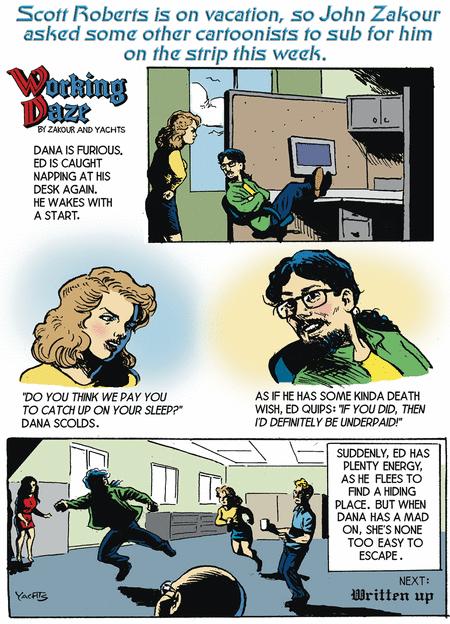 Scott Roberts is on vacation, so John Zakour
asked some other cartoonists to sub for him
on the strip this week.
Working
Daze
BY ZAKOUR AND YACHTS
DANA IS FURIOUS.
ED IS CAUGHT
NAPPING AT HIS
DESK AGAIN.
HE WAKES WITH
A START.
"DO YOU THINK WE PAY YOU
TO CATCH UP ON YOUR SLEEP?"
DANA SCOLDS.
AS IF HE HAS SOME KINDA DEATH
WISH, ED QUIPS: "IF YOU DID, THEN
I'D DEFINITELY BE UNDERPAID!"
SUDDENLY, ED HAS
PLENTY ENERGY,
AS HE FLEES TO
FIND A HIDING
PLACE. BUT WHEN
DANA HAS A MAD
ON, SHE'S NONE
TOO EASY TO
ESCAPE.
NEXT:
Written up
YACHTS